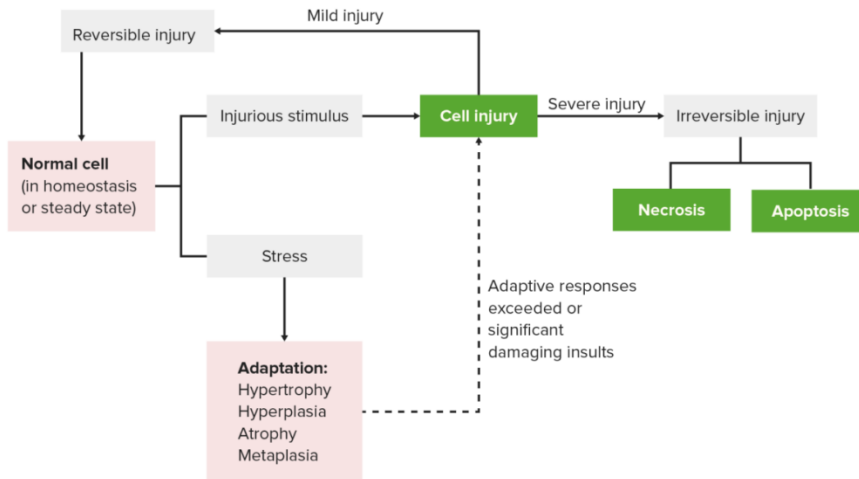 Mild injury
Reversible injury
Injurious stimulus
Cell injury
Severe injury
Irreversible injury
Normal cell
(in homeostasis
or steady state)
Necrosis
Apoptosis
Stress
Adaptive responses
exceeded or
significant
damaging insults
Adaptation:
Hypertrophy
Hyperplasia
Atrophy
Metaplasia